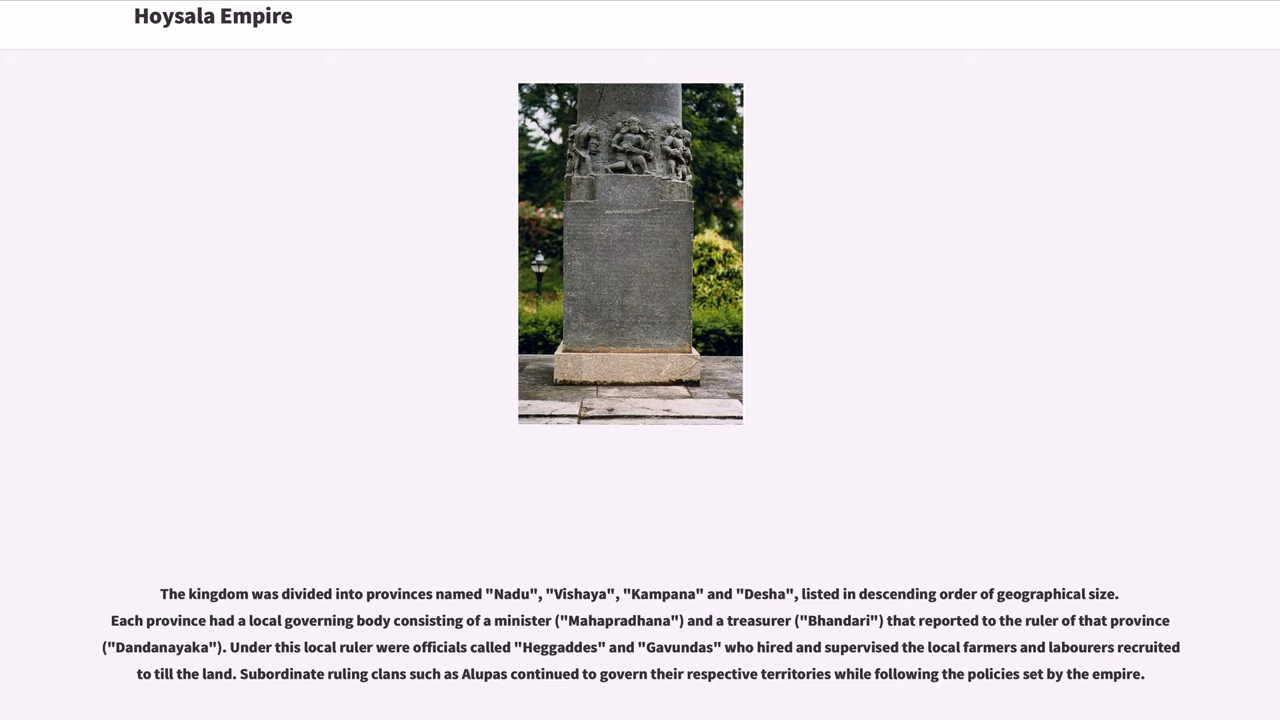 Hoysala Empire
The kingdom was divided into provinces named "Nadu", "Vishaya", "Kampana" and "Desha", listed in descending order of geographical size.
Each province had a local governing body consisting of a minister ("Mahapradhana") and a treasurer ("Bhandari") that reported to the ruler of that province
("Dandanayaka"). Under this local ruler were officials called "Heggaddes" and "Gavundas" who hired and supervised the local farmers and labourers recruited
to till the land. Subordinate ruling clans such as Alupas continued to govern their respective territories while following the policies set by the empire.